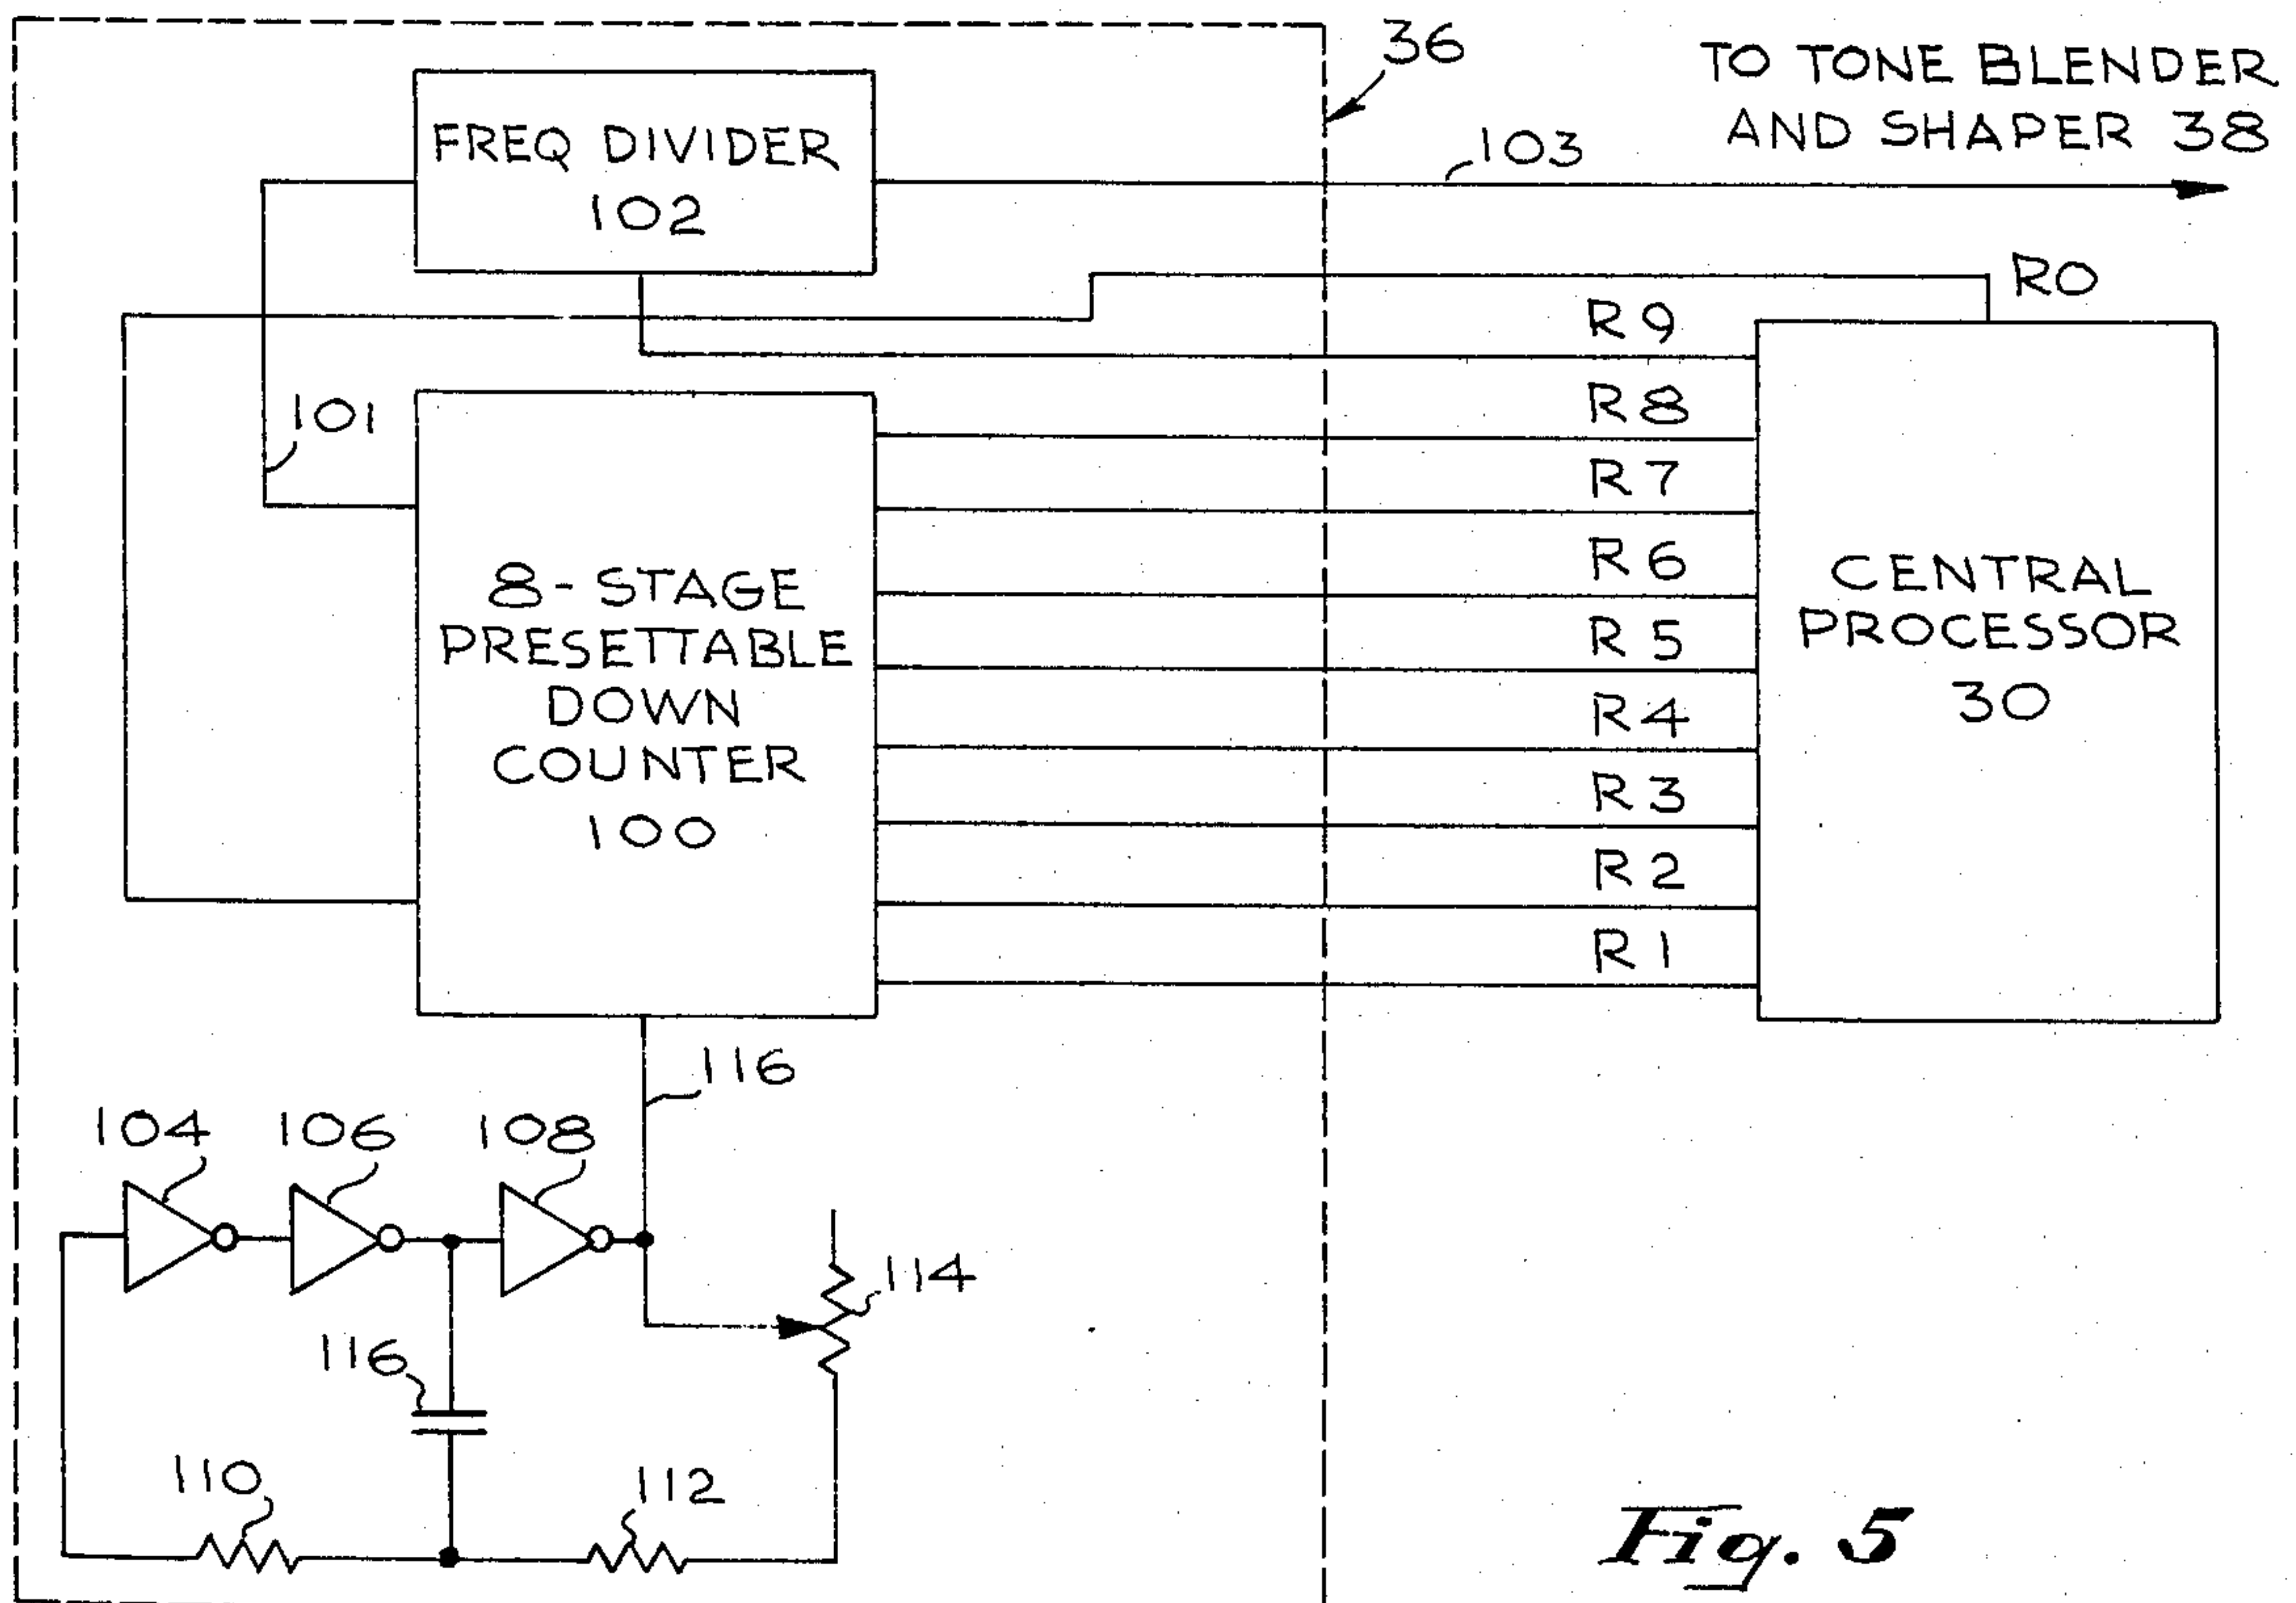 36
TO TONE BLENDER
AND SHAPER 38
FREQ DIVIDER
102
103
R0
R9
R8
101
R7
R6
8-STAGE
PRESETTABLE
DOWN
COUNTER
100
R5
R4
R3
R2
R1
CENTRAL
PROCESSOR
30
116
104
106
108
114
116
110
112
Fig. 5